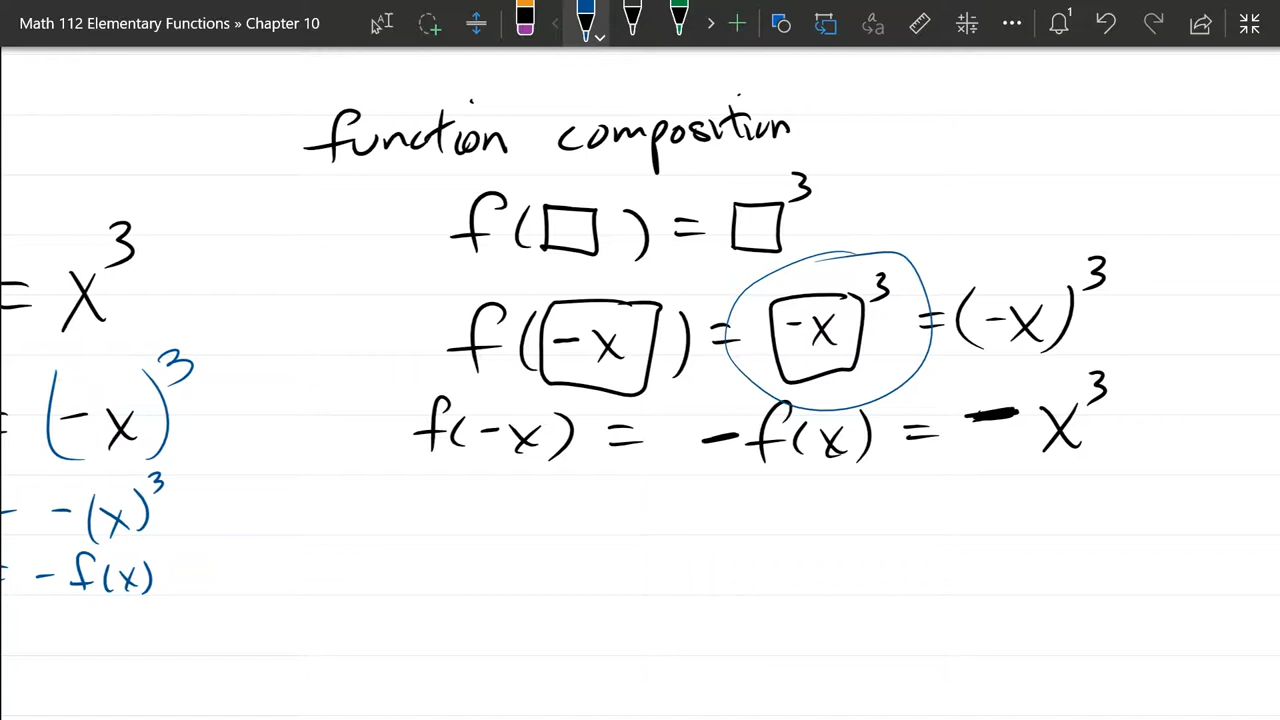 Math 112 Elementary Functions » Chapter 10
function composition
f(□) = □³
= x³
f(-x) = -x³ = (-x)³
= (-x)³
f(-x) = -f(x) = -x³
- -(x)³
= -f(x)